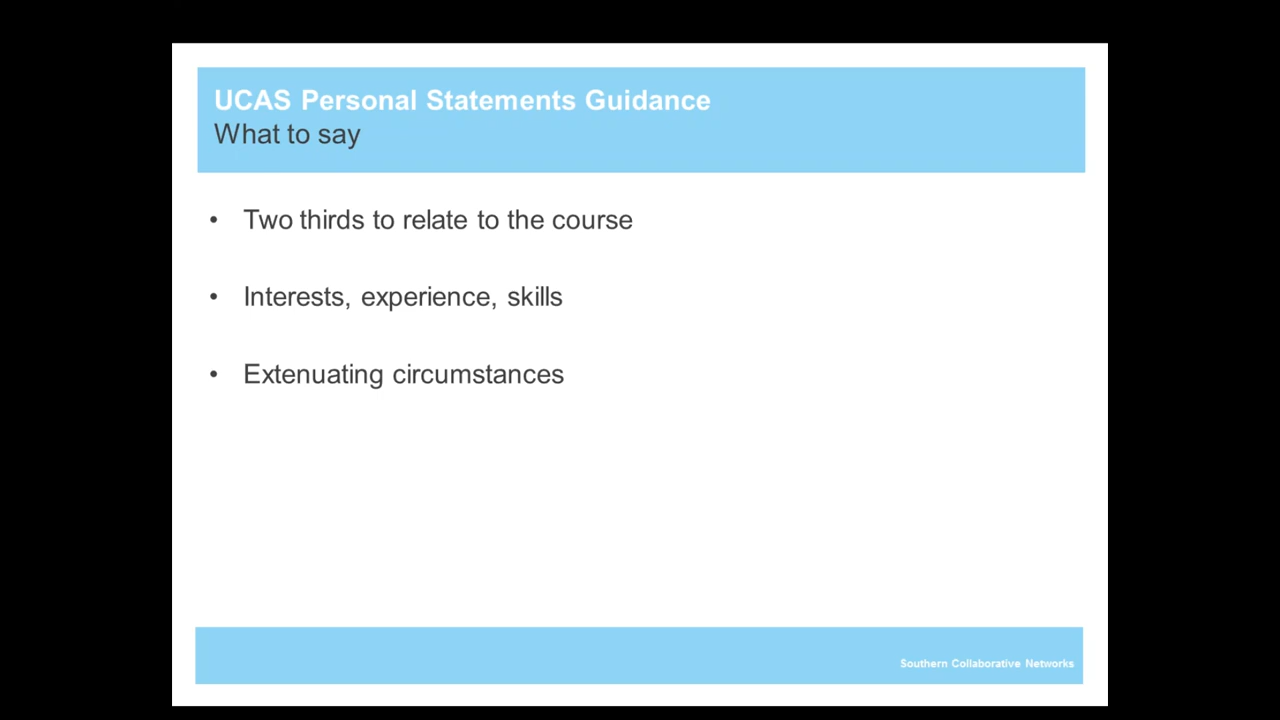 UCAS Personal Statements Guidance
What to say
• Two thirds to relate to the course
• Interests, experience, skills
• Extenuating circumstances
Southern Collaborative Networks